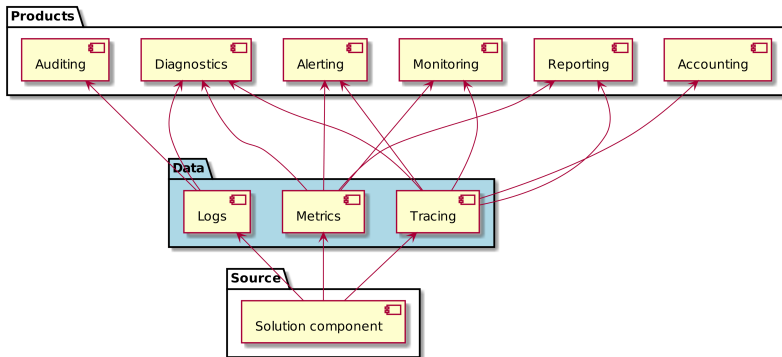 Products
Auditing
Diagnostics
Alerting
Monitoring
Reporting
Accounting
Data
Logs
Metrics
Tracing
Source
Solution component